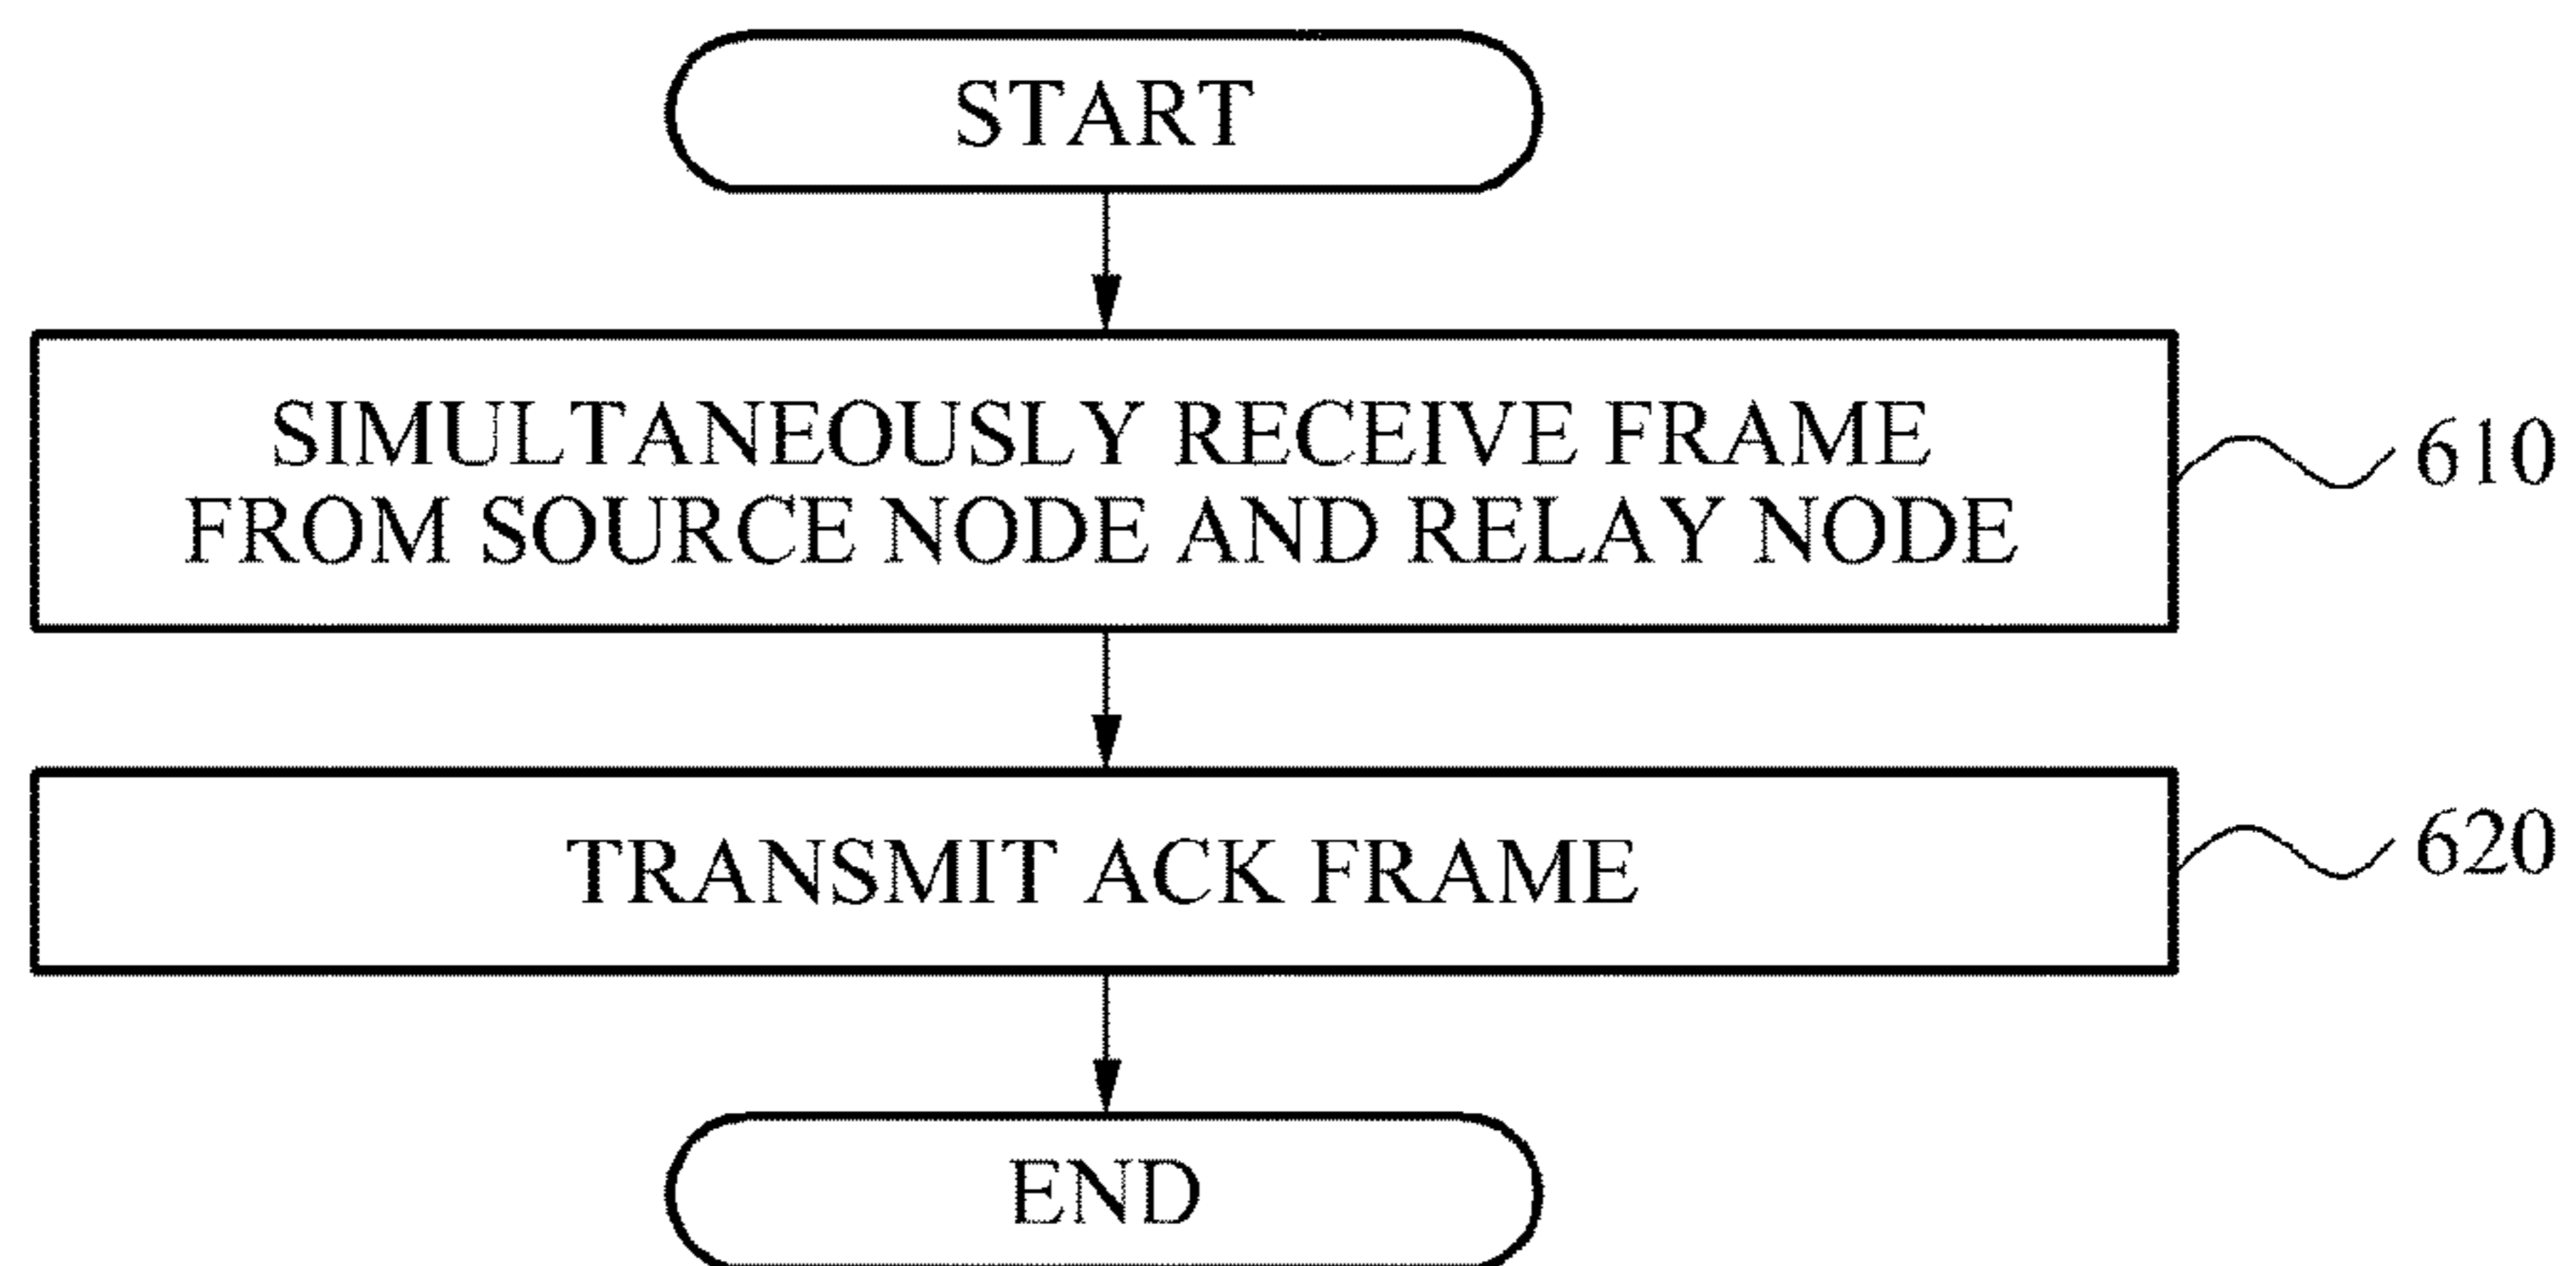 START
SIMULTANEOUSLY RECEIVE FRAME
FROM SOURCE NODE AND RELAY NODE
610
TRANSMIT ACK FRAME
620
END